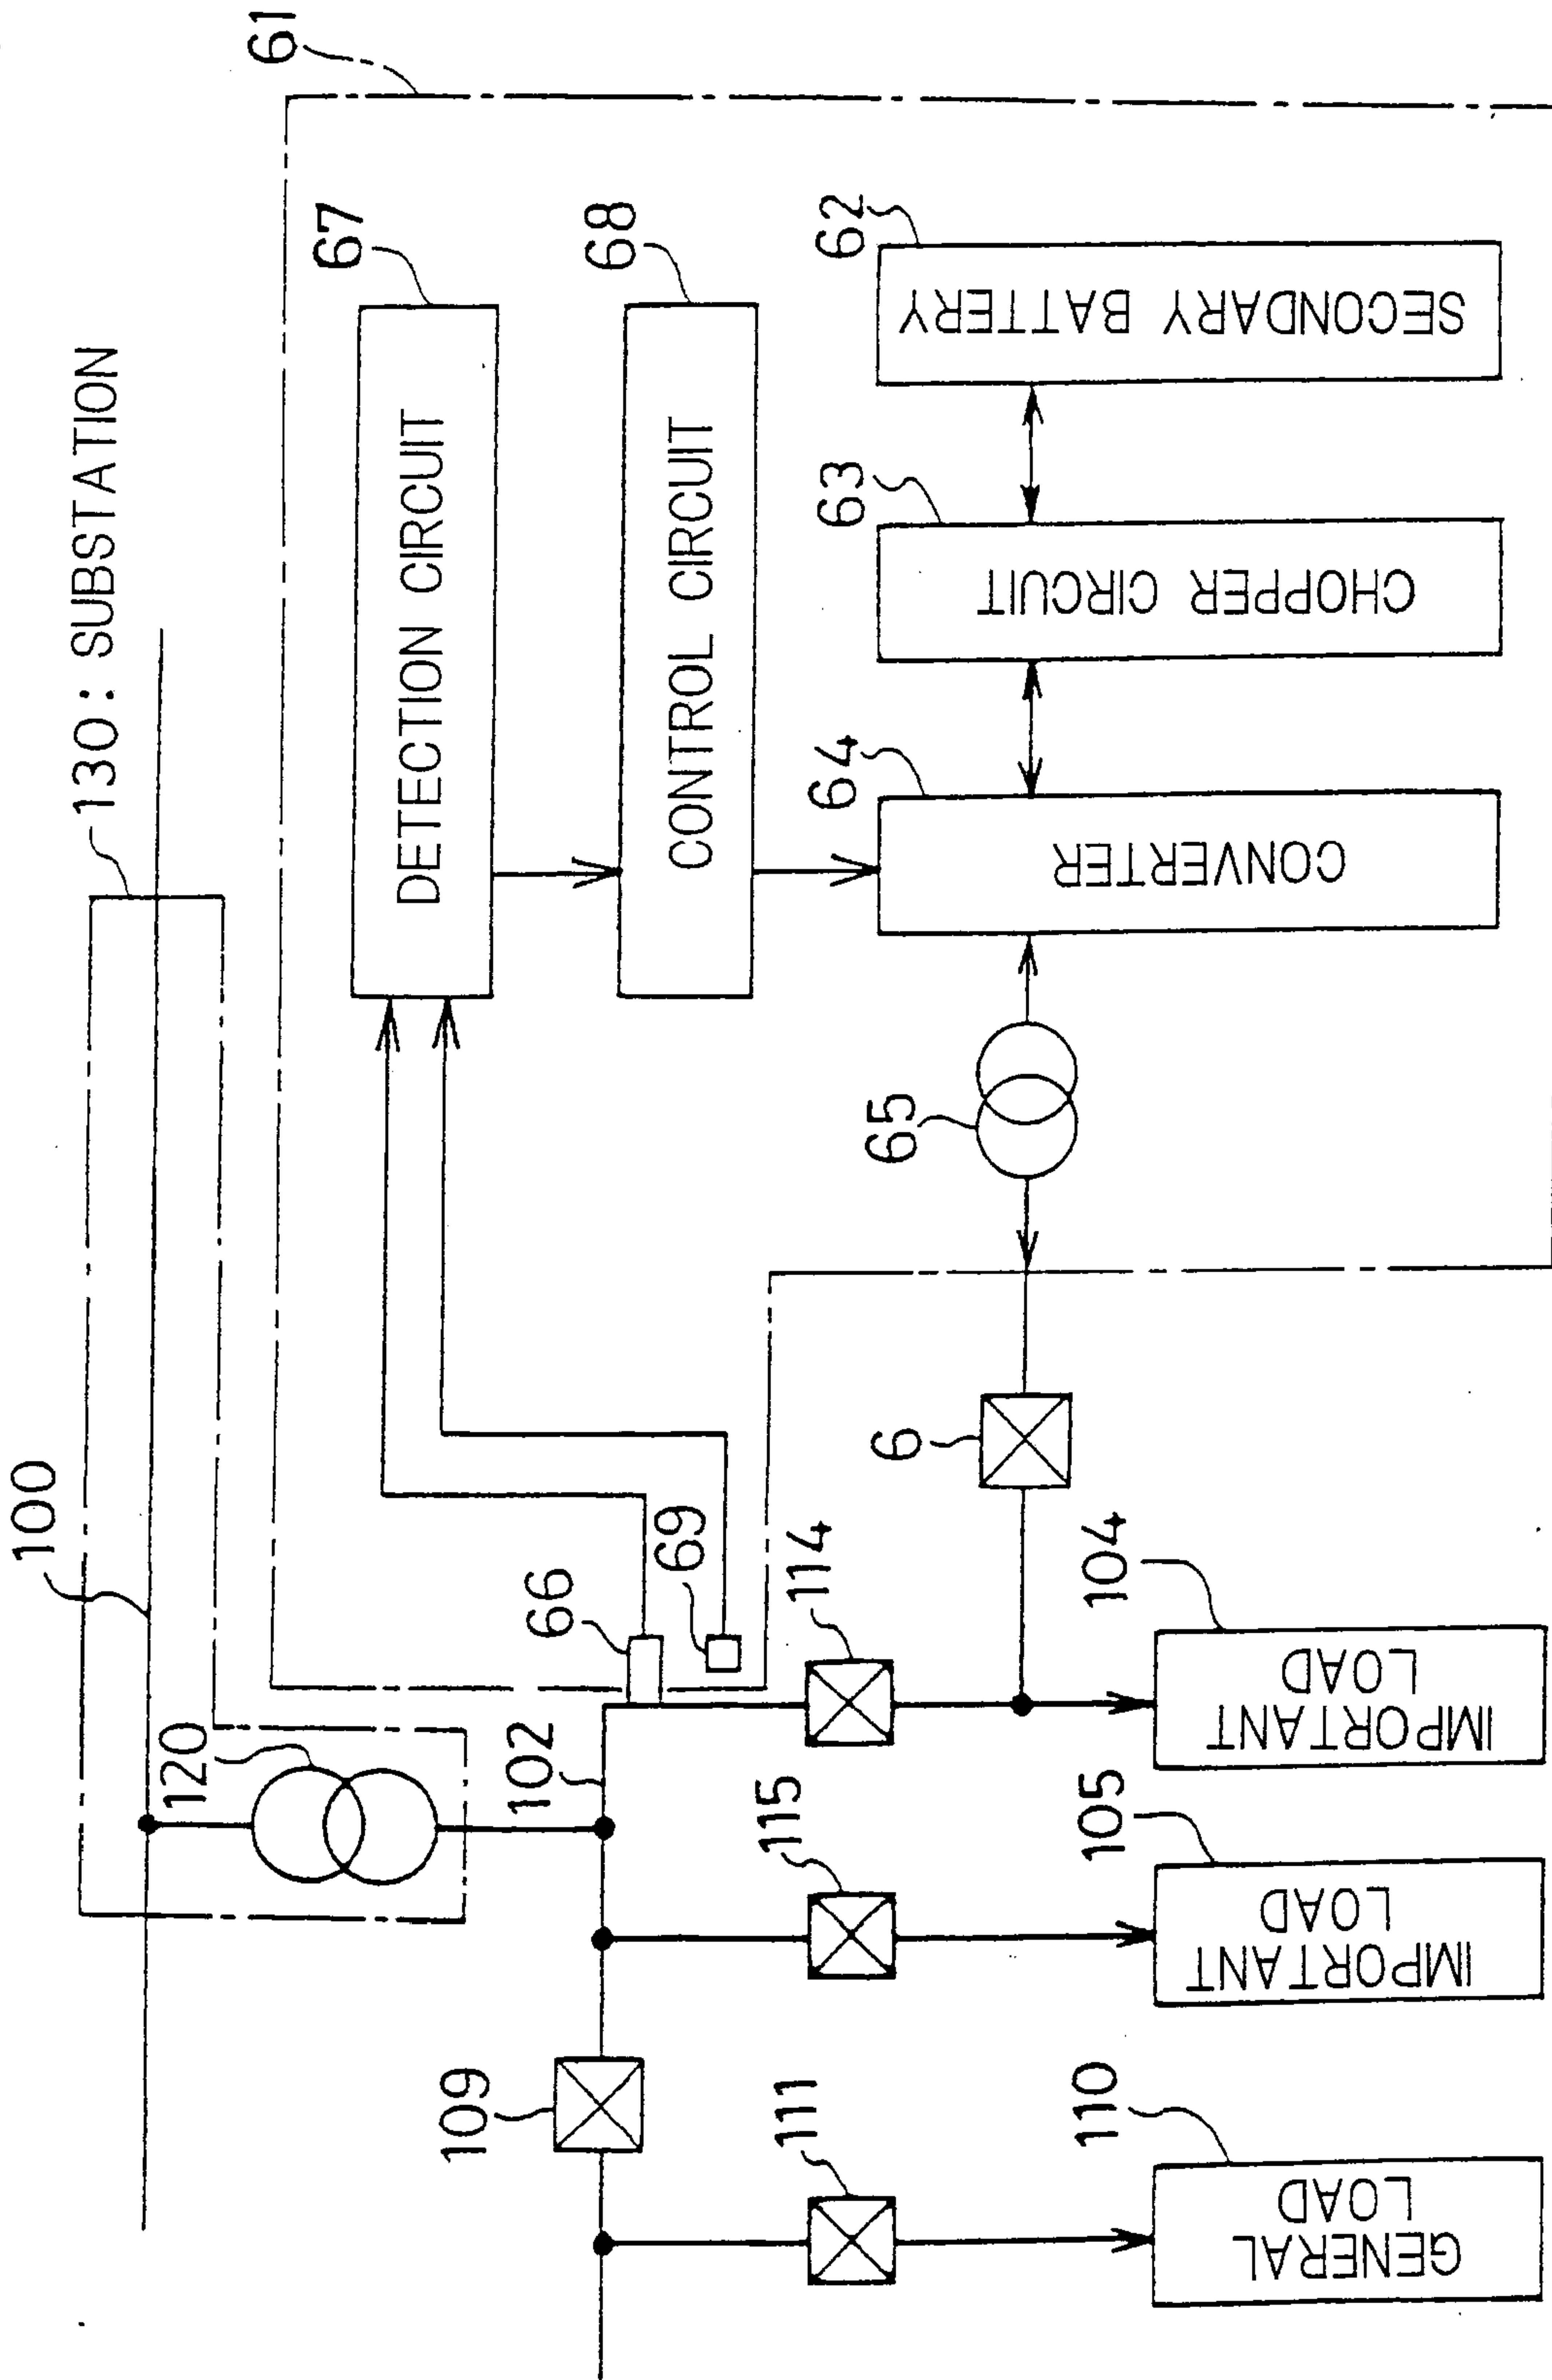 100
130: SUBSTATION
61
120
102
66
69
67
DETECTION CIRCUIT
68
CONTROL CIRCUIT
109
115
114
6
65
64
CONVERTER
63
CHOPPER CIRCUIT
62
SECONDARY BATTERY
111
110
GENERAL
LOAD
105
IMPORTANT
LOAD
104
IMPORTANT
LOAD